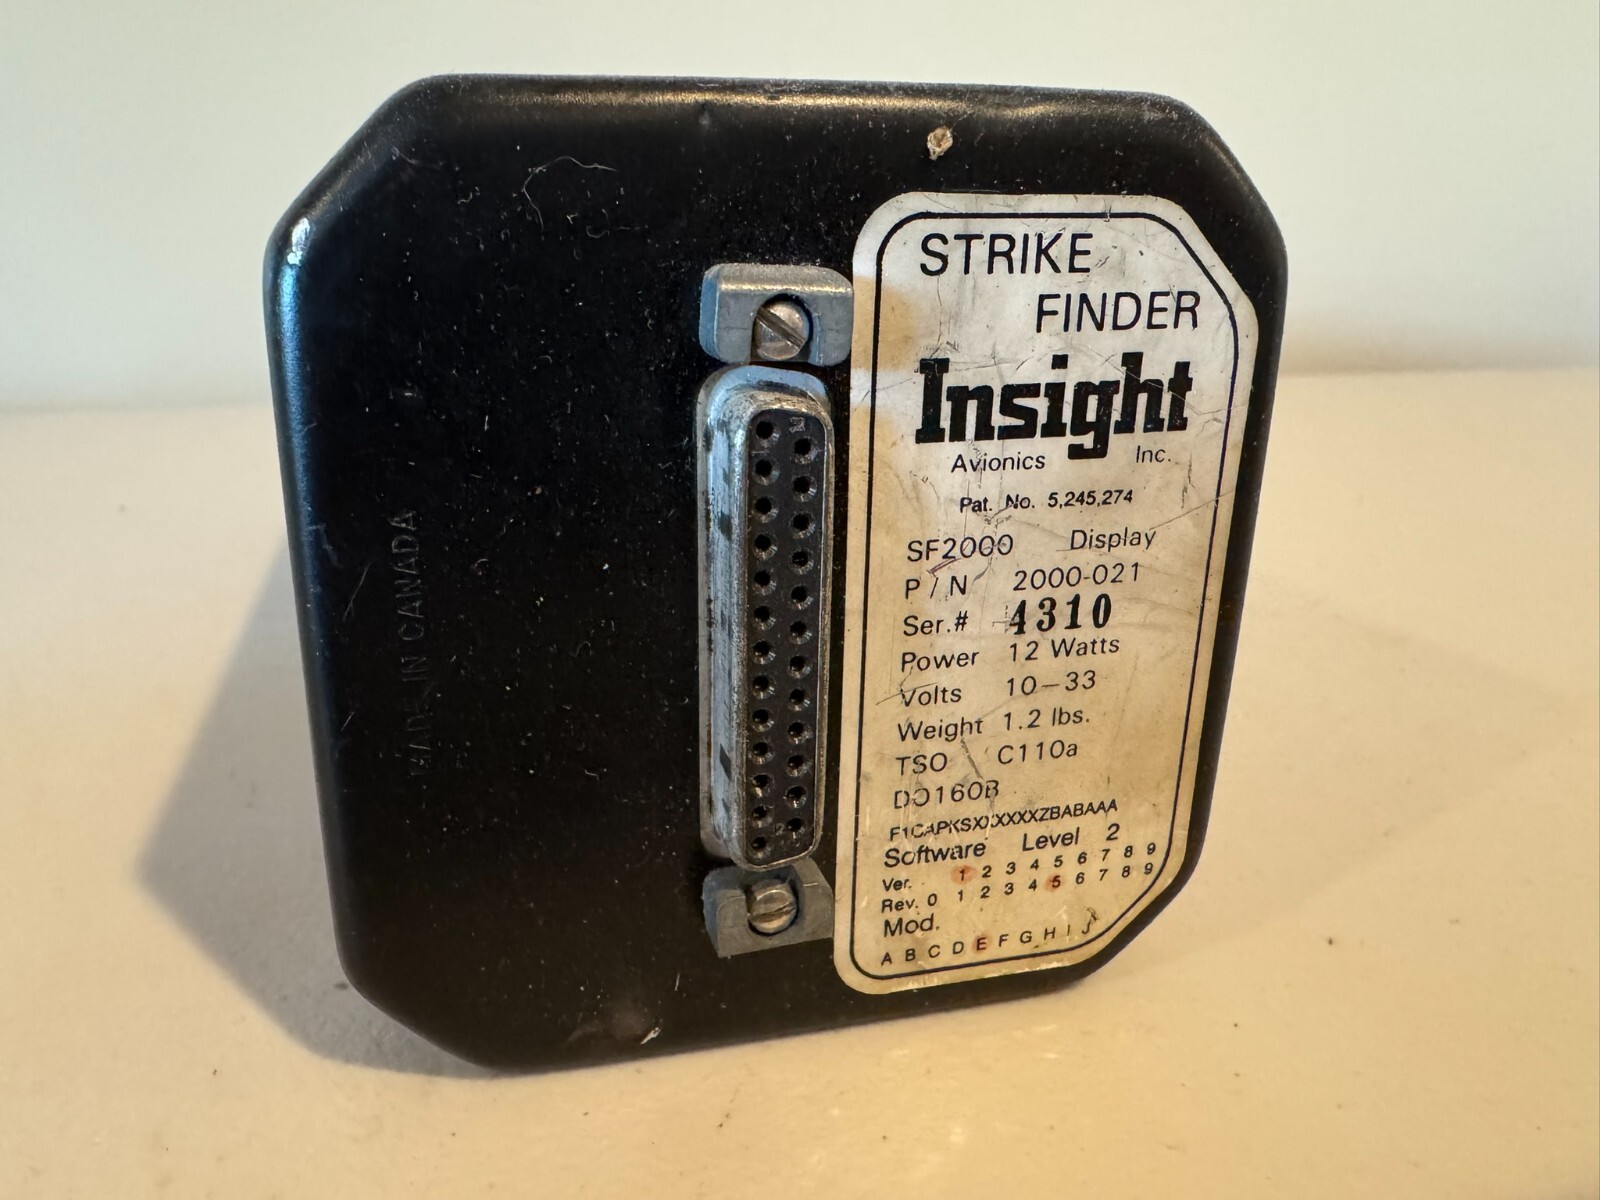 MADE IN CANADA
STRIKE
FINDER
Insight
Avionics Inc.
Pat. No. 5,245,274
SF2000 Display
P/N 2000-021
Ser.# 4310
Power 12 Watts
Volts 10-33
Weight 1.2 lbs.
TSO C110a
DO160B
Software Level 2
Ver. 1 2 3 4 5 6 7 8 9
Rev. 0 1 2 3 4 5 6 7 8 9
Mod.
A B C D E F G H I J